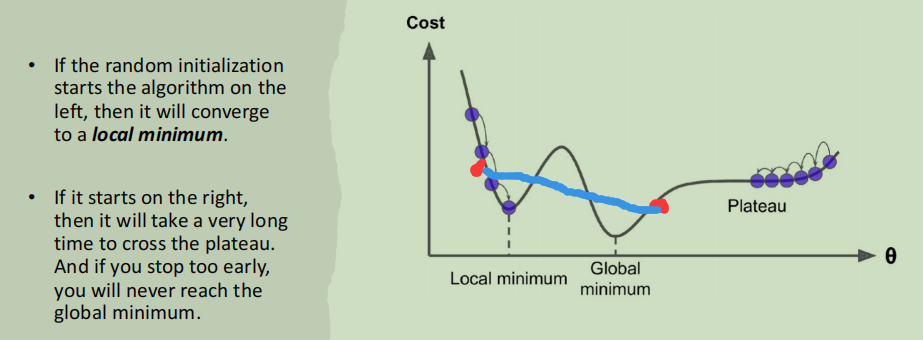 • If the random initialization
starts the algorithm on the
left, then it will converge
to a local minimum.
• If it starts on the right,
then it will take a very long
time to cross the plateau.
And if you stop too early,
you will never reach the
global minimum.
Cost
Plateau
θ
Local minimum
Global
minimum